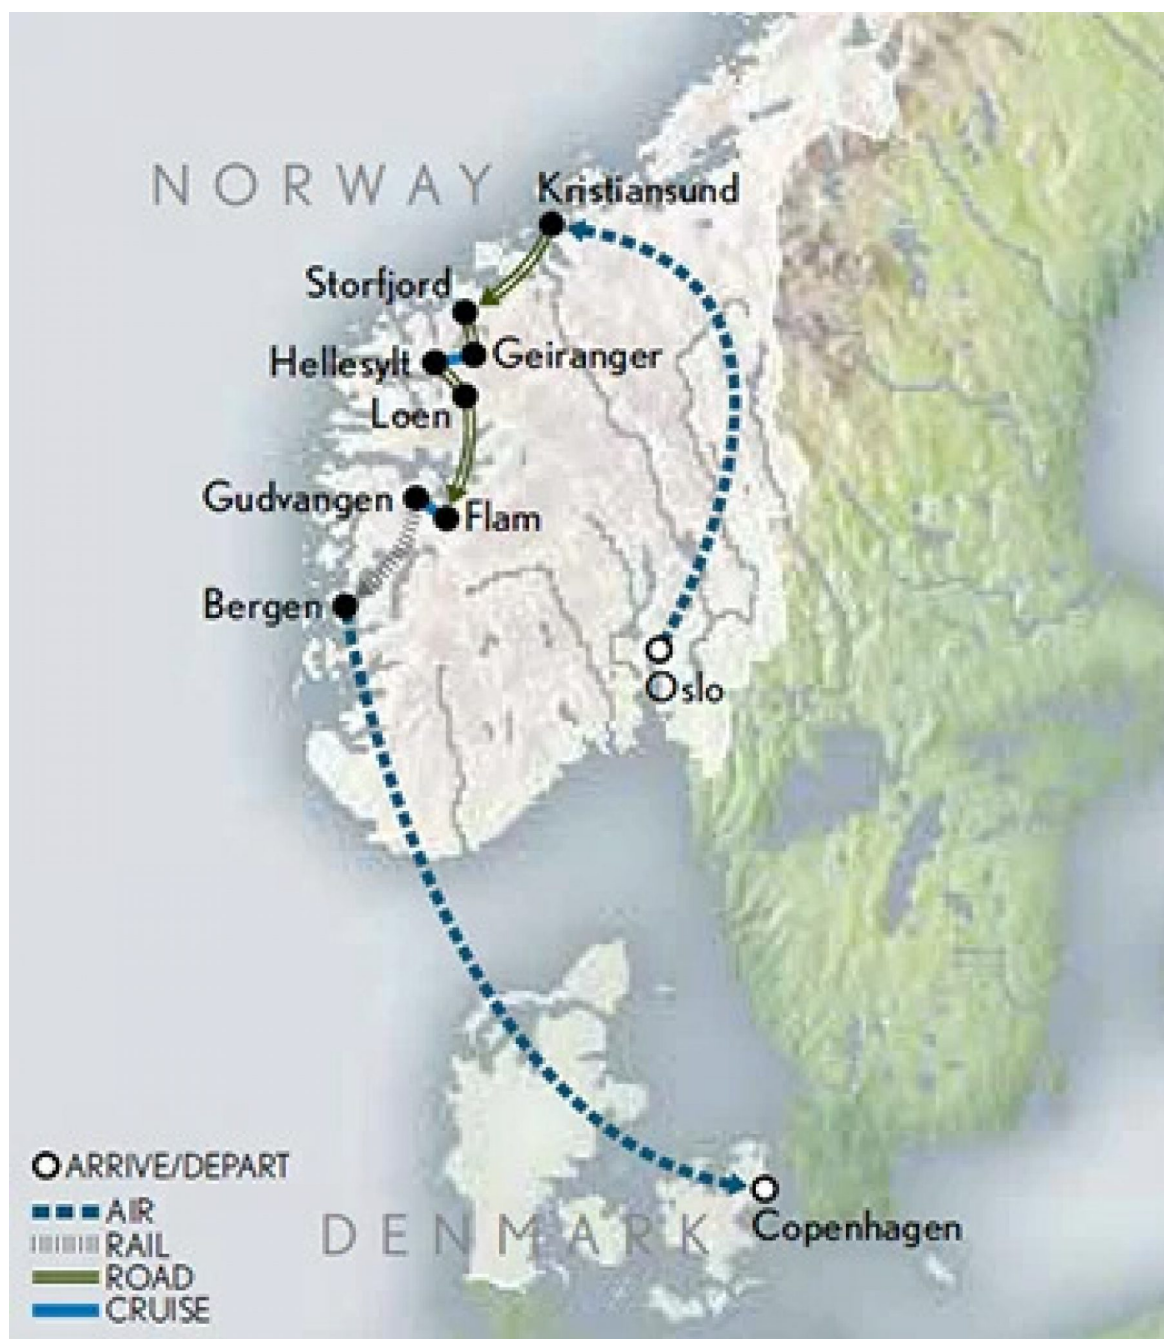 NORWAY
Kristiansund
Storfjord
Hellesylt
Geiranger
Loen
Gudvangen
Flam
Bergen
Oslo
ARRIVE/DEPART
AIR
RAIL
ROAD
CRUISE
DENMARK
Copenhagen